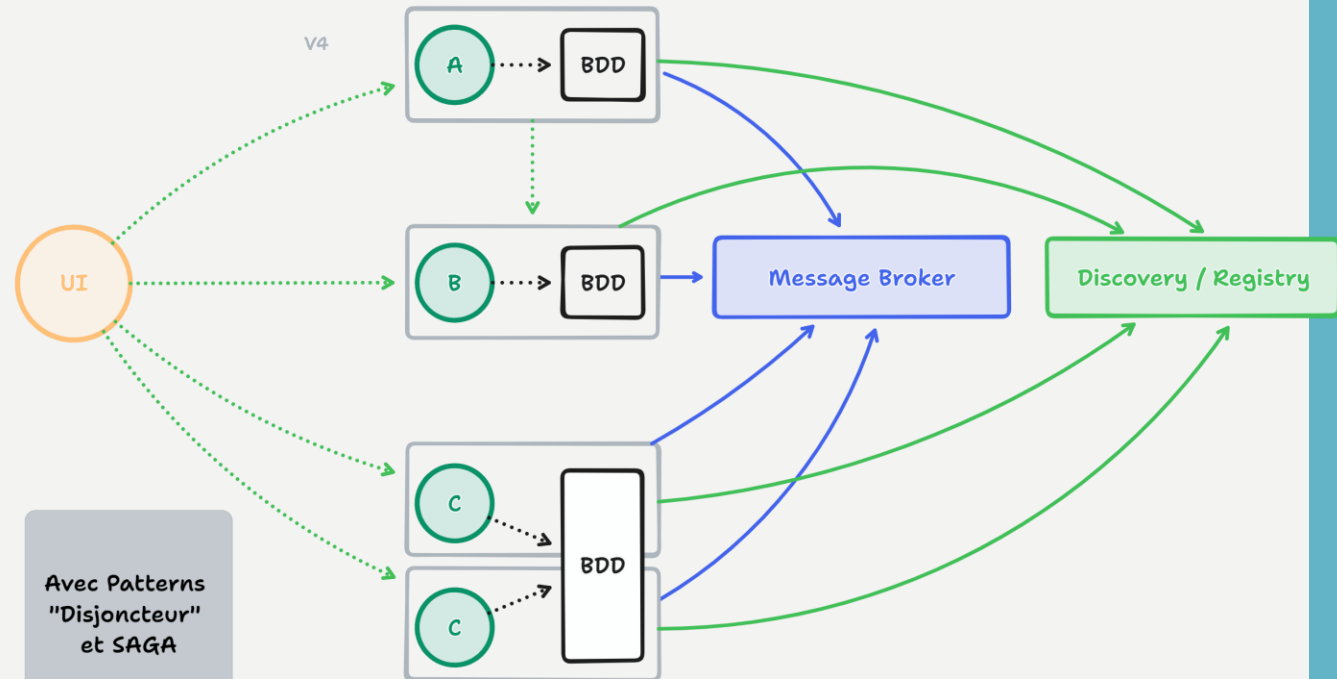 V4
A
BDD
UI
B
BDD
Message Broker
Discovery / Registry
C
BDD
C
Avec Patterns
"Disjoncteur"
et SAGA